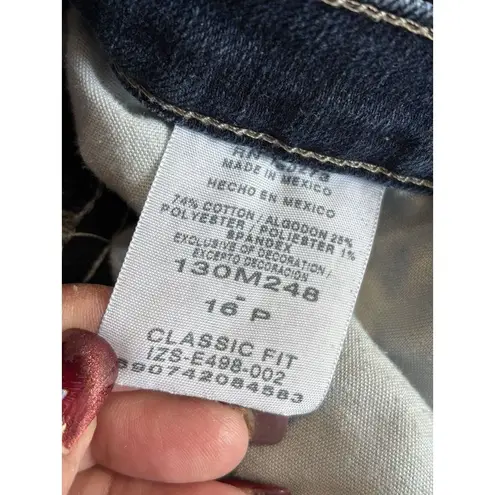 MADE IN MEXICO
HECHO EN MEXICO
74% COTTON / ALGODON 25%
POLYESTER / POLIESTER 1%
SPANDEX
EXCLUSIVE OF DECORATION /
EXCEPTO DECORACION
130M248
-
16 P
CLASSIC FIT
IZS-E498-002
890742084583